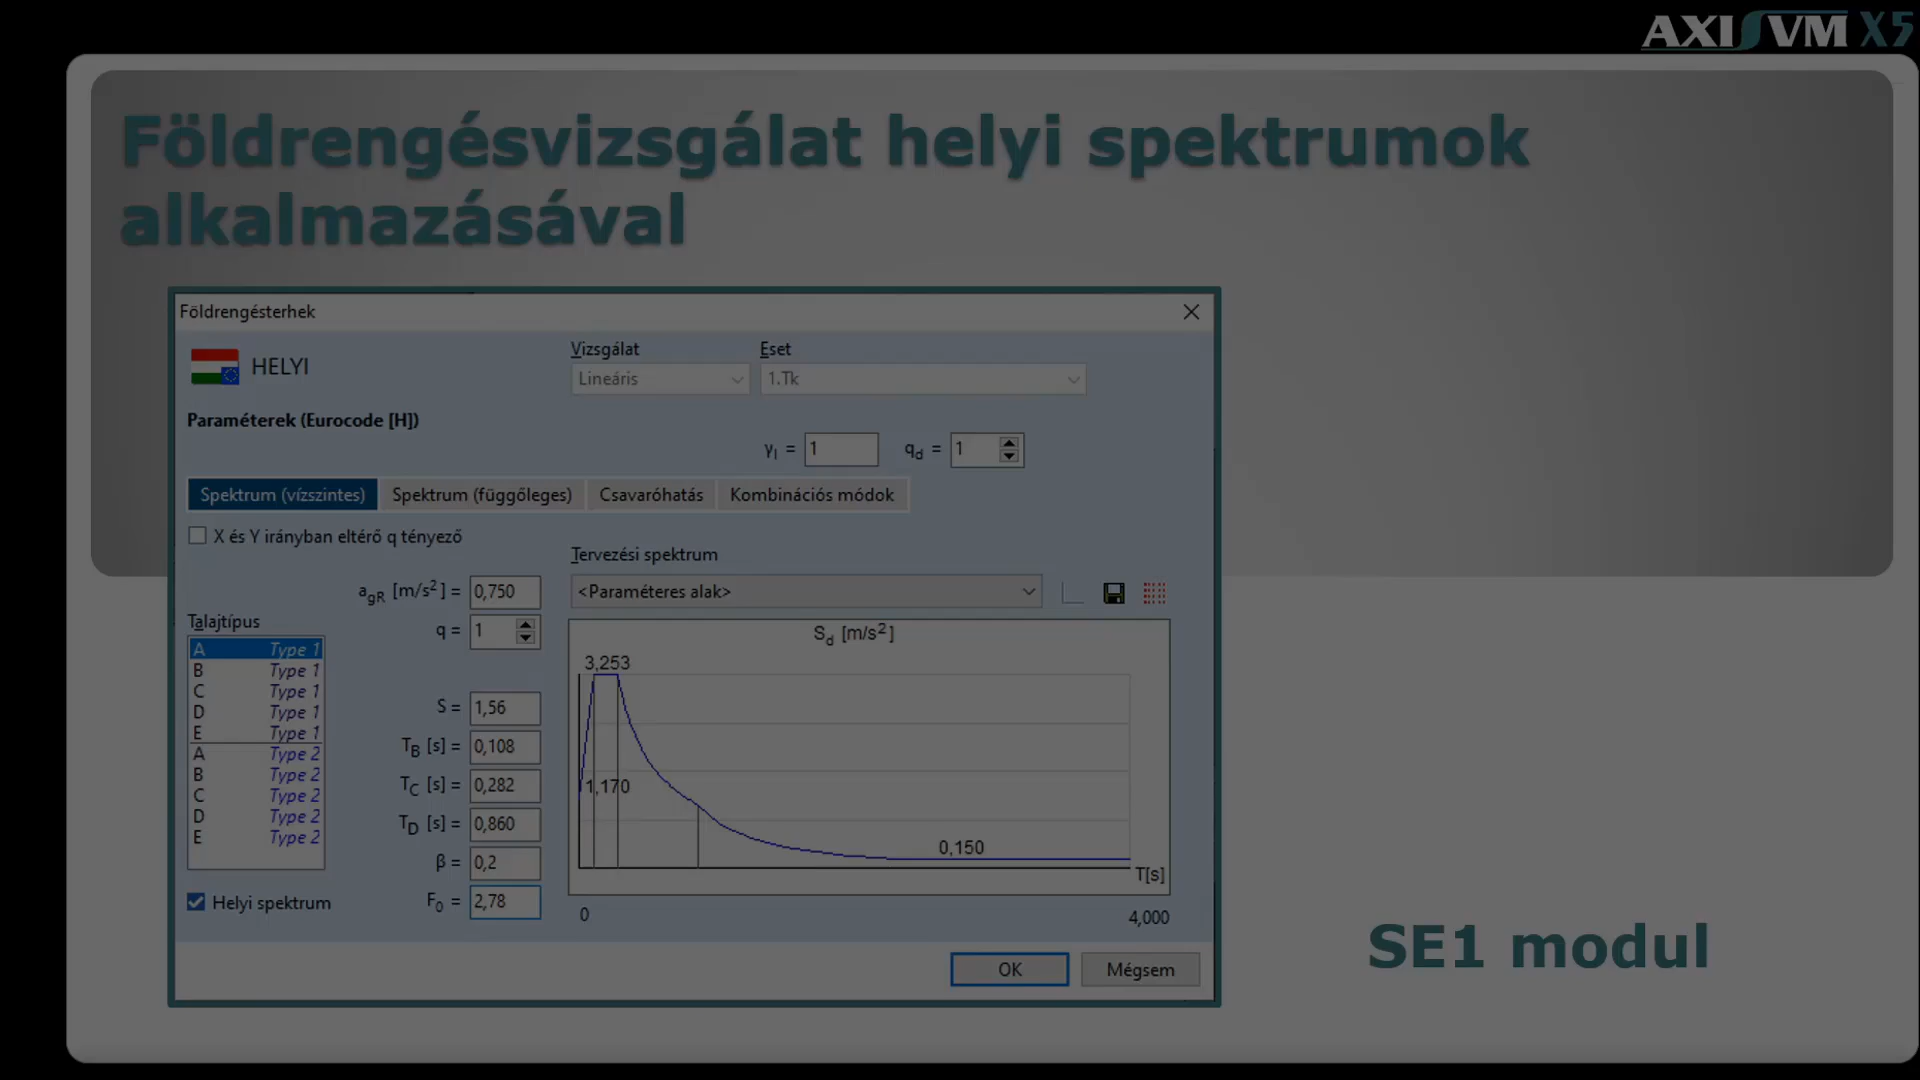 AXISVM X5
Földrengésvizsgálat helyi spektrumok
alkalmazásával
Földrengésterhek
HELYI
Vizsgálat
Eset
Lineáris
1.Tk
Paraméterek (Eurocode [H])
γI = 1
qd = 1
Spektrum (vízszintes)
Spektrum (függőleges)
Csavaróhatás
Kombinációs módok
X és Y irányban eltérő q tényező
Tervezési spektrum
agR [m/s2] = 0,750
<Paraméteres alak>
Talajtípus
q = 1
A Type 1
B Type 1
C Type 1
D Type 1
E Type 1
A Type 2
B Type 2
C Type 2
D Type 2
E Type 2
S = 1,56
TB [s] = 0,108
TC [s] = 0,282
TD [s] = 0,860
β = 0,2
F0 = 2,78
Helyi spektrum
Sd [m/s2]
3,253
1,170
0,150
T[s]
0
4,000
OK
Mégsem
SE1 modul